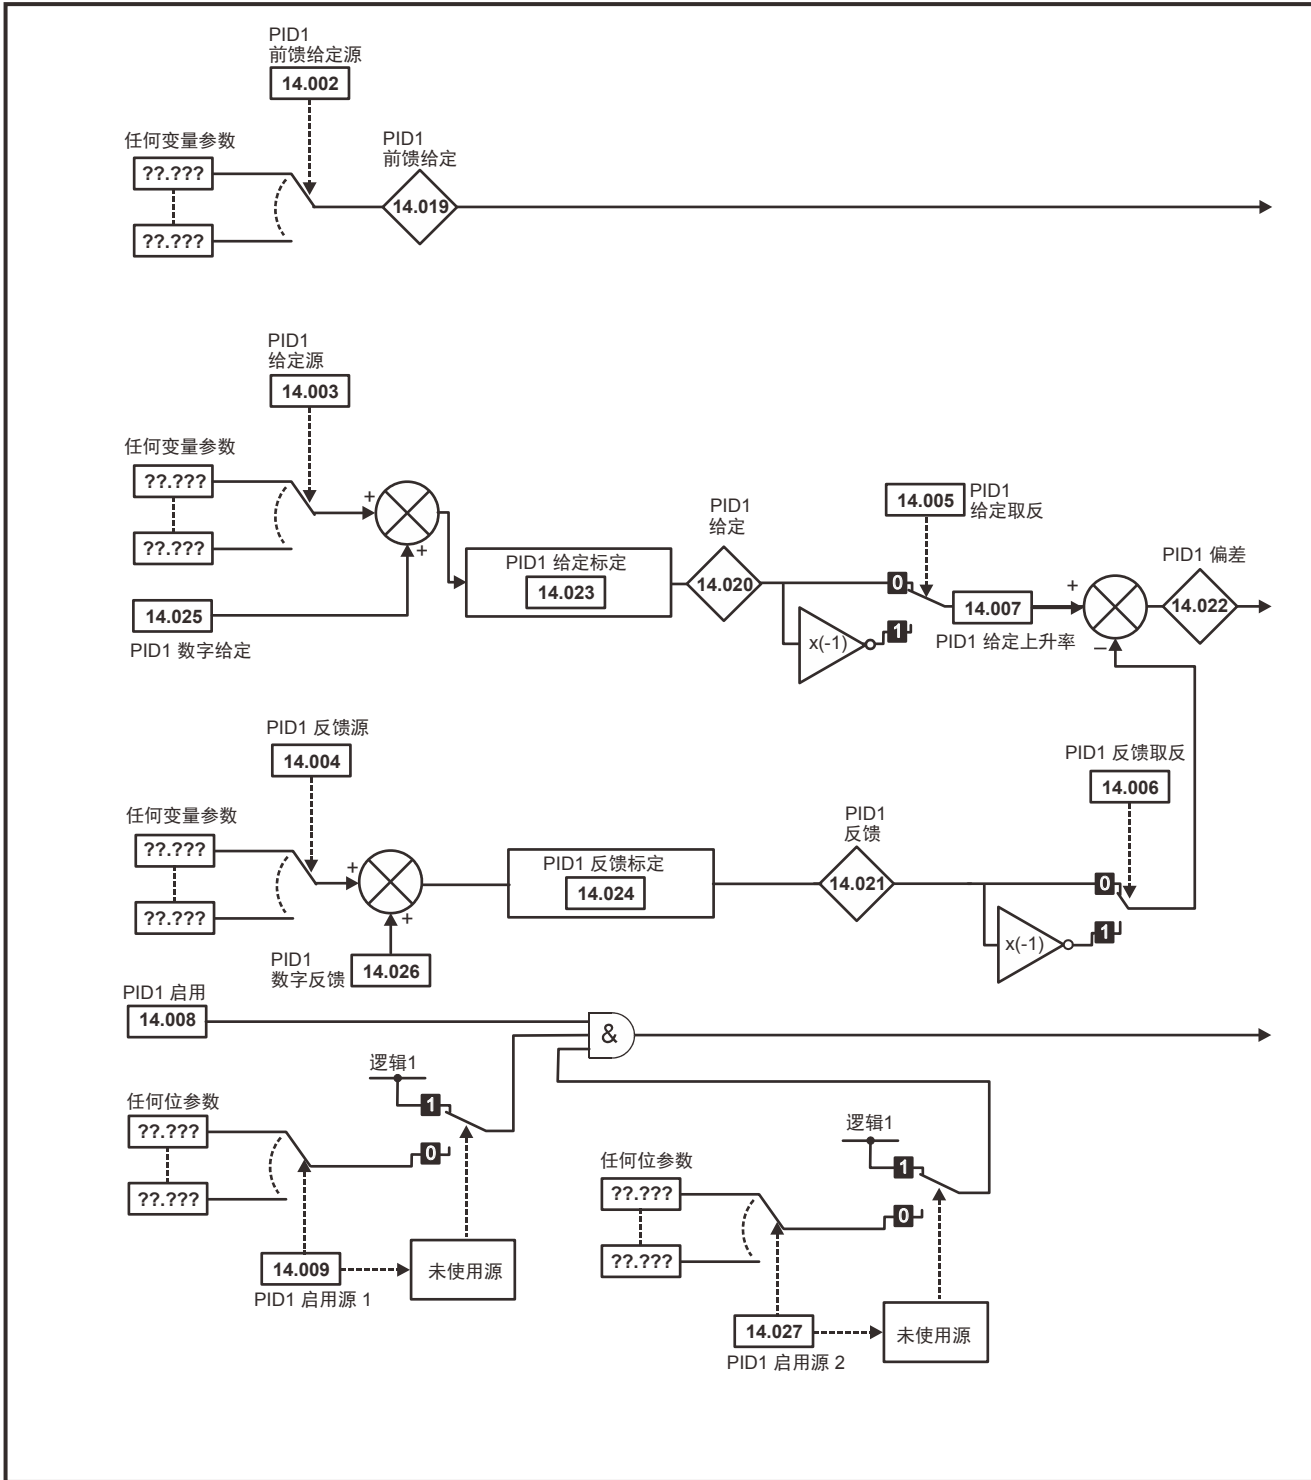 PID1
前馈给定源
14.002
任何变量参数
??.???
??.???
PID1
前馈给定
14.019
PID1
给定源
14.003
任何变量参数
??.???
??.???
+
+
14.025
PID1 数字给定
PID1 给定标定
14.023
PID1
给定
14.020
14.005
PID1
给定取反
0
1
x(-1)
14.007
PID1 给定上升率
+
–
PID1 偏差
14.022
PID1 反馈源
14.004
任何变量参数
??.???
??.???
+
+
PID1
数字反馈
14.026
PID1 反馈标定
14.024
PID1
反馈
14.021
PID1 反馈取反
14.006
0
1
x(-1)
PID1 启用
14.008
&
逻辑1
1
0
任何位参数
??.???
??.???
14.009
PID1 启用源 1
未使用源
逻辑1
1
0
任何位参数
??.???
??.???
14.027
PID1 启用源 2
未使用源